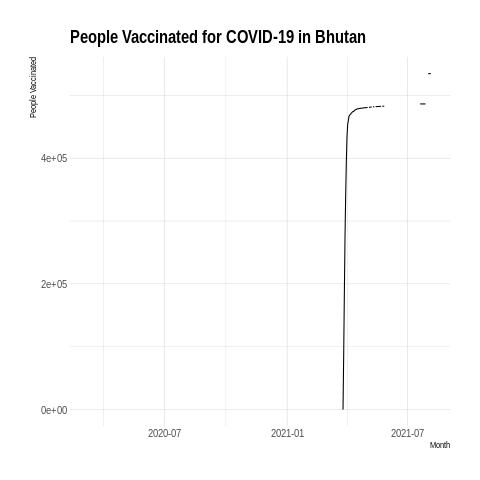 People Vaccinated for COVID-19 in Bhutan
People Vaccinated
4e+05
2e+05
0e+00
2020-07
2021-01
2021-07
Month